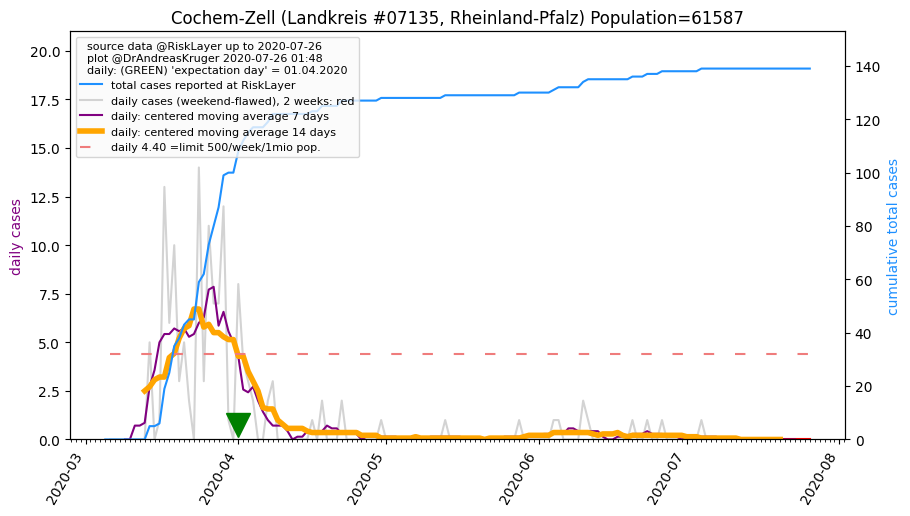 Cochem-Zell (Landkreis #07135, Rheinland-Pfalz) Population=61587
source data @RiskLayer up to 2020-07-26
plot @DrAndreasKruger 2020-07-26 01:48
daily: (GREEN) 'expectation day' = 01.04.2020
total cases reported at RiskLayer
daily cases (weekend-flawed), 2 weeks: red
daily: centered moving average 7 days
daily: centered moving average 14 days
daily 4.40 =limit 500/week/1mio pop.
daily cases
20.0
17.5
15.0
12.5
10.0
7.5
5.0
2.5
0.0
140
120
100
80
60
40
20
0
cumulative total cases
2020-03
2020-04
2020-05
2020-06
2020-07
2020-08